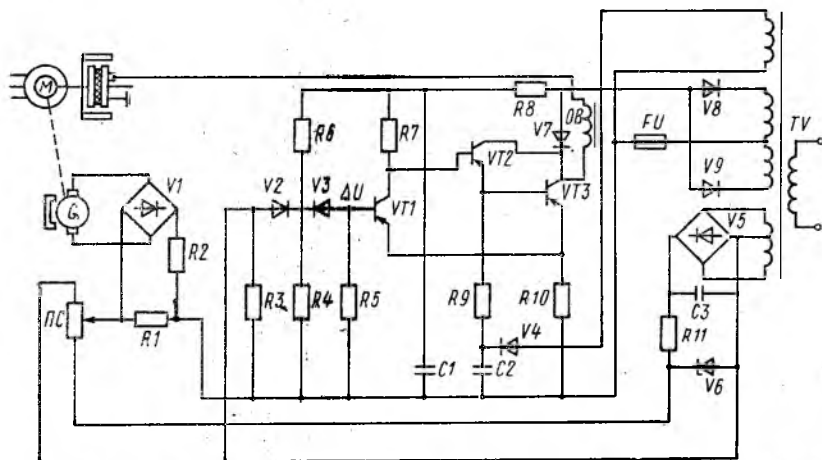 M
R8
V8
FU
TV
R6
R7
V7
ОВ
VT2
V9
V1
V2
V3
ΔU
VT1
VT3
V5
G
R2
ПС
R1
R3
R4
R5
R9
R10
C3
V4
R11
C1
C2
V6